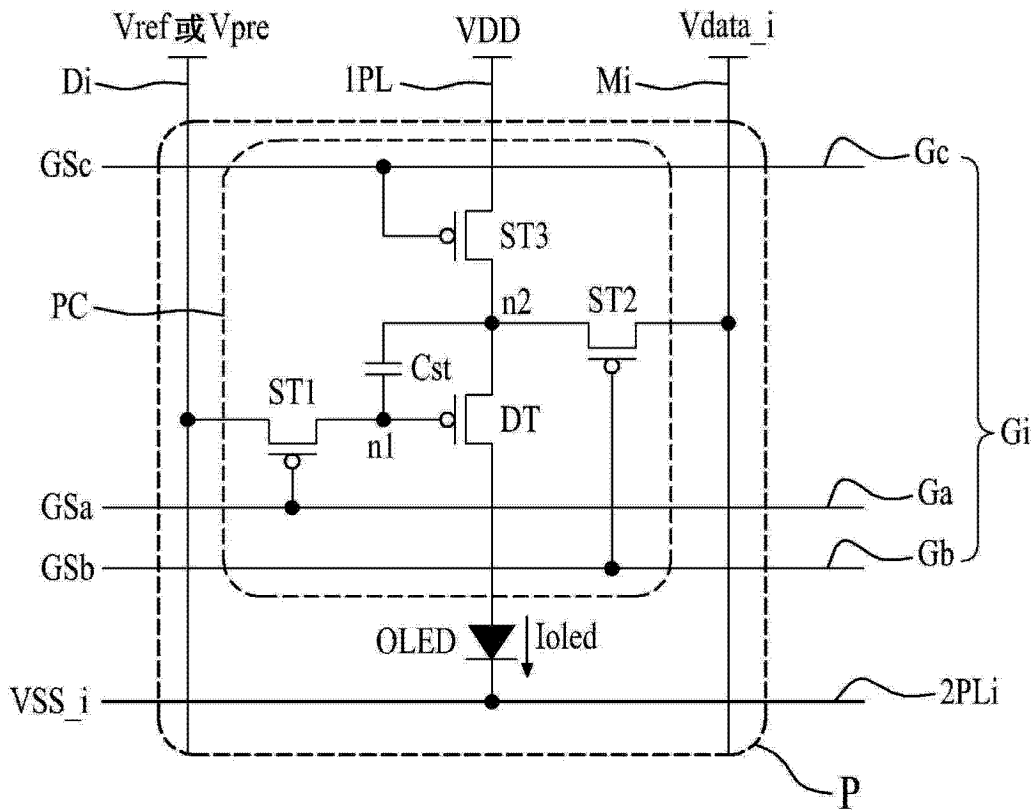 Vref或Vpre
VDD
Vdata_i
Di
1PL
Mi
GSc
Gc
ST3
PC
n2
ST2
Cst
ST1
DT
n1
Gi
GSa
Ga
GSb
Gb
OLED
Ioled
VSS_i
2PLi
P